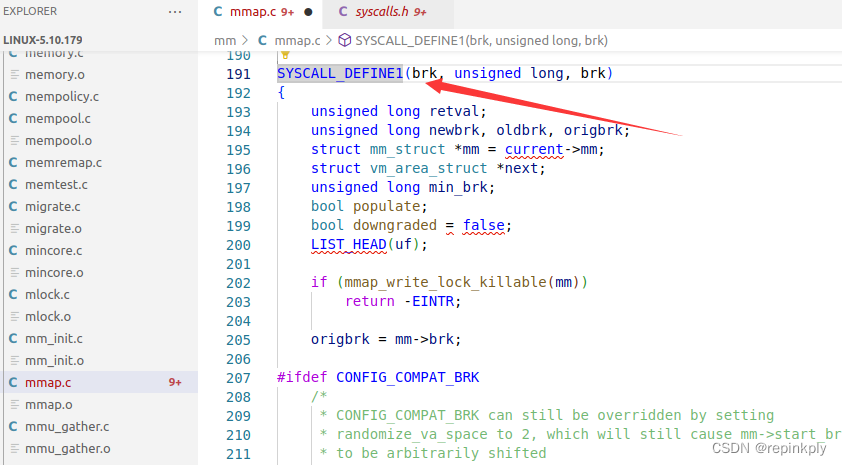 EXPLORER ···
C mmap.c 9+ ● C syscalls.h 9+
LINUX-5.10.179
mm > C mmap.c > SYSCALL_DEFINE1(brk, unsigned long, brk)
C memory.c
memory.o
C mempolicy.c
C mempool.c
mempool.o
C memremap.c
C memtest.c
C migrate.c
migrate.o
C mincore.c
mincore.o
C mlock.c
mlock.o
C mm_init.c
mm_init.o
C mmap.c 9+
mmap.o
C mmu_gather.c
mmu_gather.o
190
191 SYSCALL_DEFINE1(brk, unsigned long, brk)
192 {
193 unsigned long retval;
194 unsigned long newbrk, oldbrk, origbrk;
195 struct mm_struct *mm = current->mm;
196 struct vm_area_struct *next;
197 unsigned long min_brk;
198 bool populate;
199 bool downgraded = false;
200 LIST_HEAD(uf);
201
202 if (mmap_write_lock_killable(mm))
203 return -EINTR;
204
205 origbrk = mm->brk;
206
207 #ifdef CONFIG_COMPAT_BRK
208 /*
209 * CONFIG_COMPAT_BRK can still be overridden by setting
210 * randomize_va_space to 2, which will still cause mm->start_br
211 * to be arbitrarily shifted
CSDN @repinkply